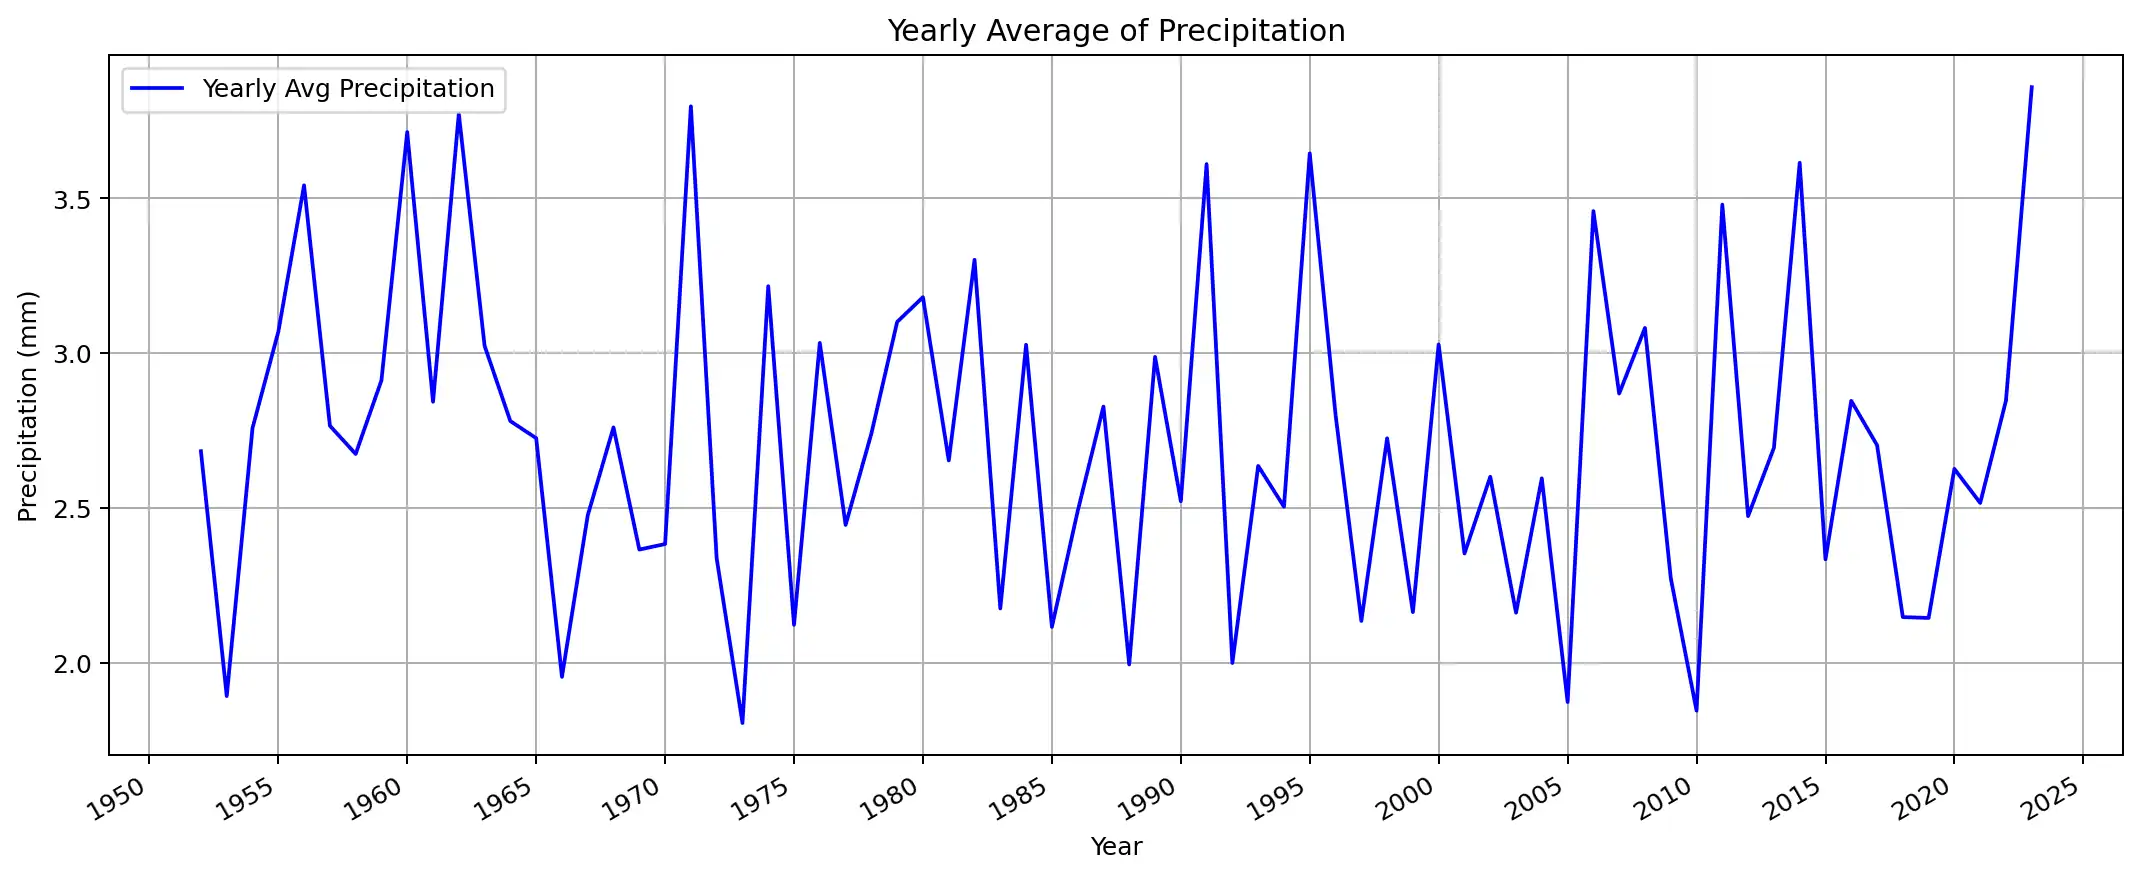 Yearly Average of Precipitation
Yearly Avg Precipitation
3.5
3.0
2.5
2.0
Precipitation (mm)
1950 1955 1960 1965 1970 1975 1980 1985 1990 1995 2000 2005 2010 2015 2020 2025
Year